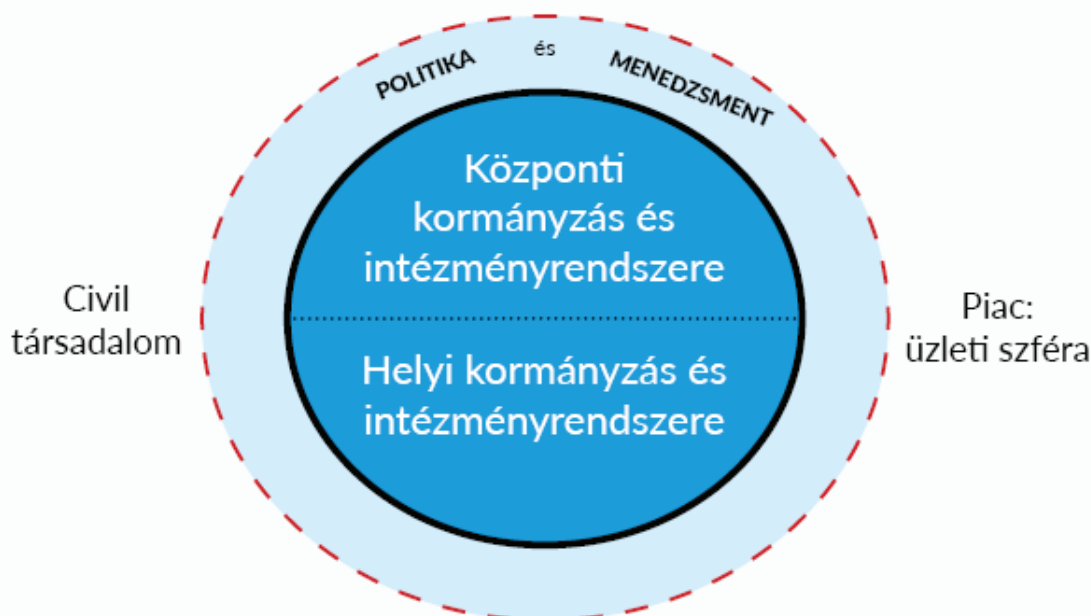 POLITIKA és MENEDZSMENT
Központi
kormányzás és
intézményrendszere
Civil
társadalom
Piac:
üzleti szféra
Helyi kormányzás és
intézményrendszere